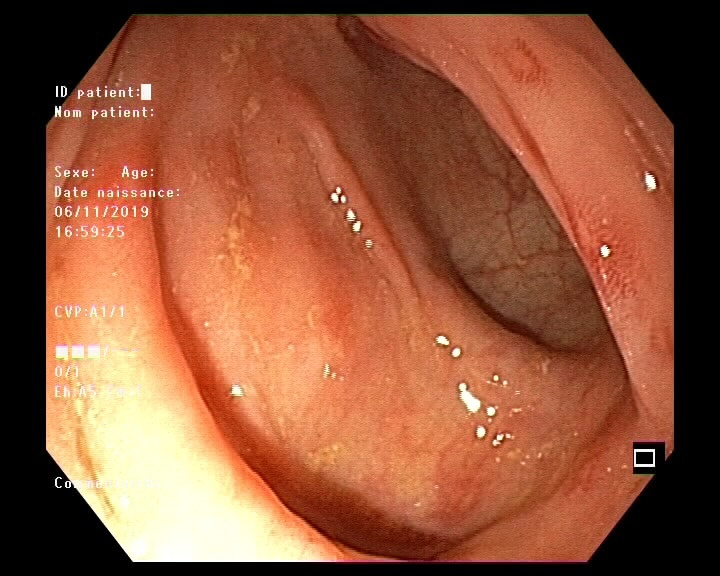 ID patient:
Nom patient:
Sexe: Age:
Date naissance:
06/11/2019
16:59:25
CVP:A1/1
0/1